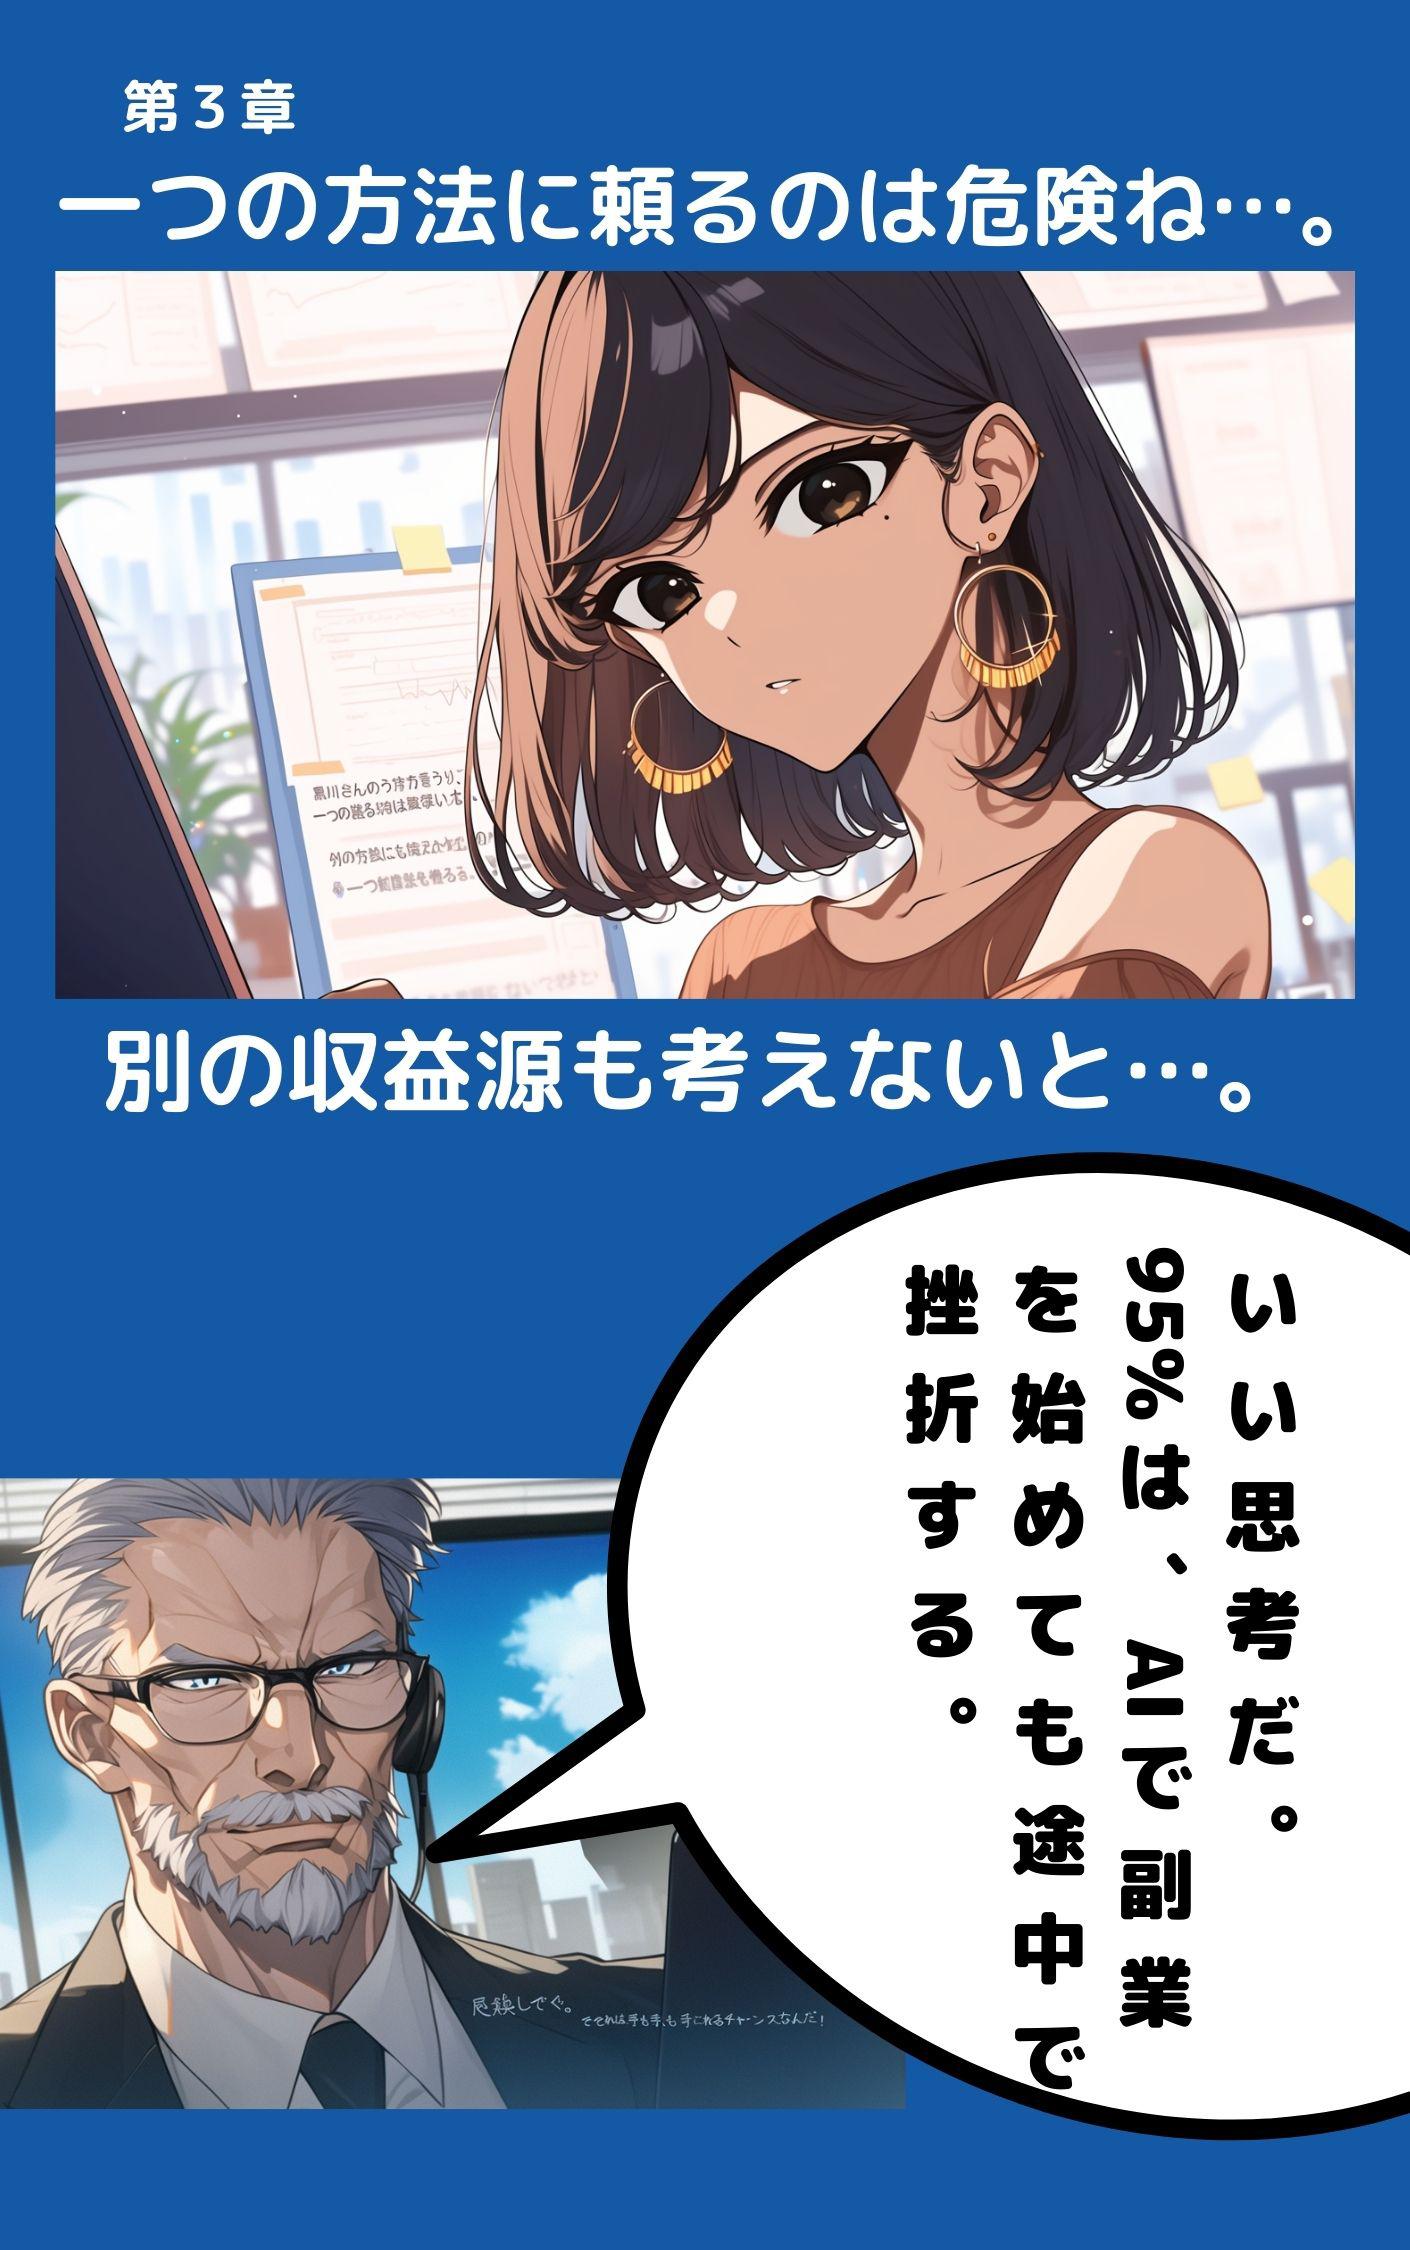 第3章
一つの方法に頼るのは危険ね…。
別の収益源も考えないと…。
いい思考だ。
95%は、AIで副業
を始めても途中で
挫折する。